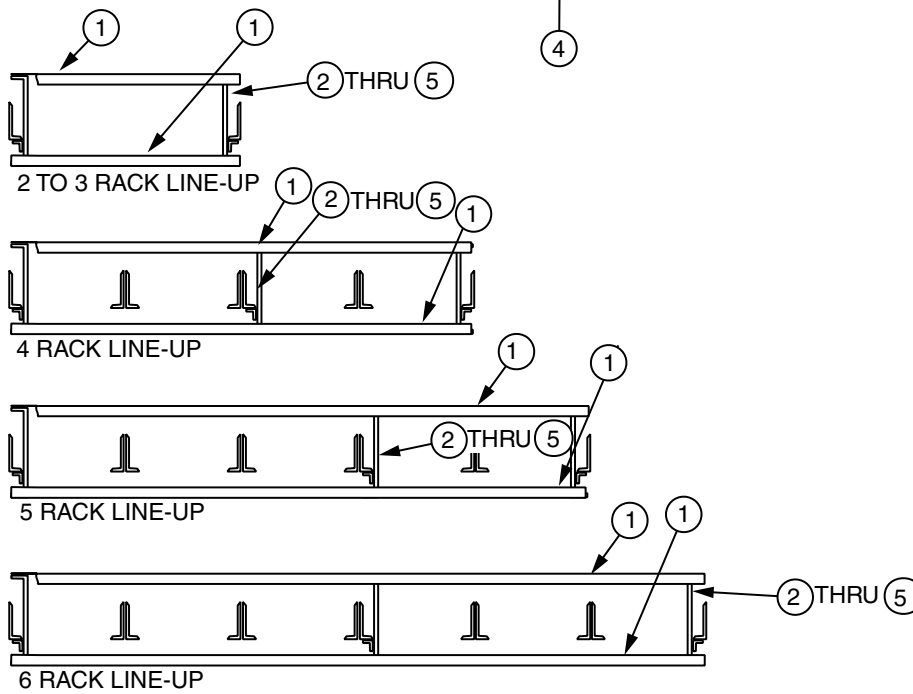 1 1 4
2 THRU 5
2 TO 3 RACK LINE-UP
1 2 THRU 5 1
4 RACK LINE-UP
1 1
2 THRU 5
5 RACK LINE-UP
1 1
2 THRU 5
6 RACK LINE-UP